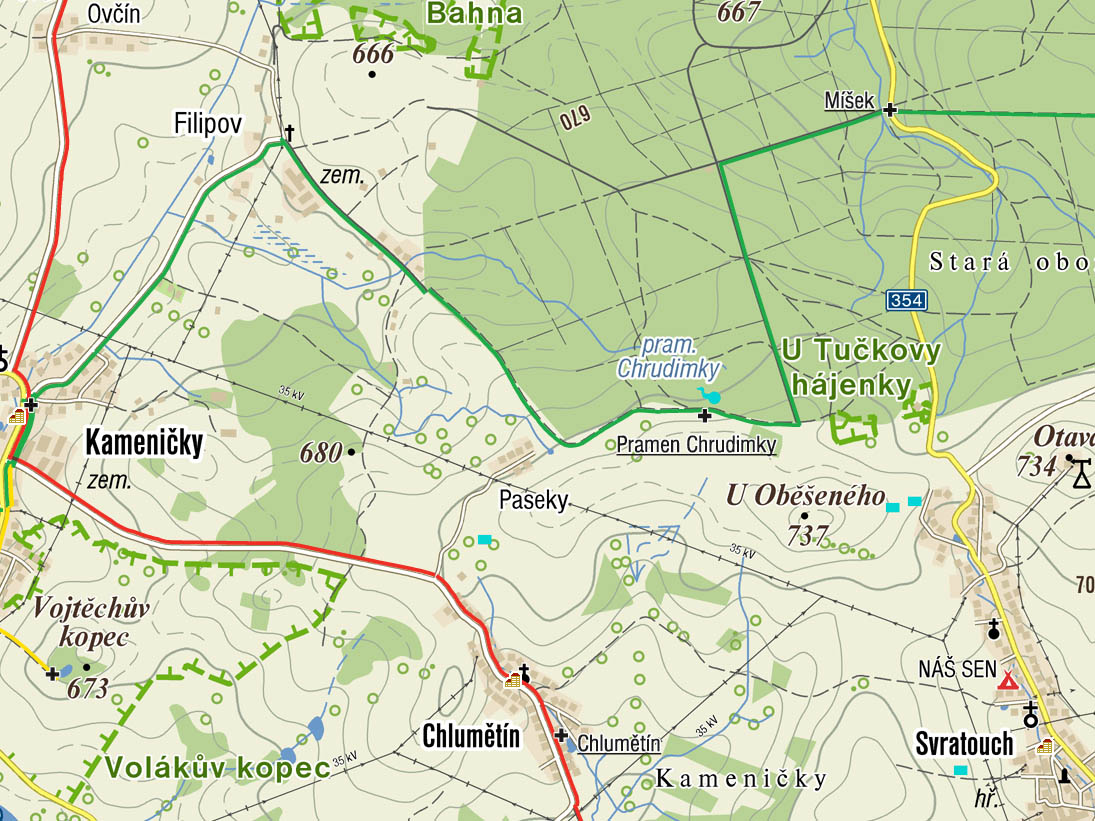 Ovčín
Bahna
667
666
Míšek
670
Filipov
zem.
Stará obo
354
pram.
Chrudimky
U Tučkovy
hájenky
35 kV
Kameničky
680
Pramen Chrudimky
Otava
734
zem.
Paseky
U Oběšeného
737
35 kV
70
Vojtěchův
kopec
673
NÁŠ SEN
Chlumětín
Chlumětín
35 kV
Svratouch
Volákův kopec
35 kV
Kameničky
hř.